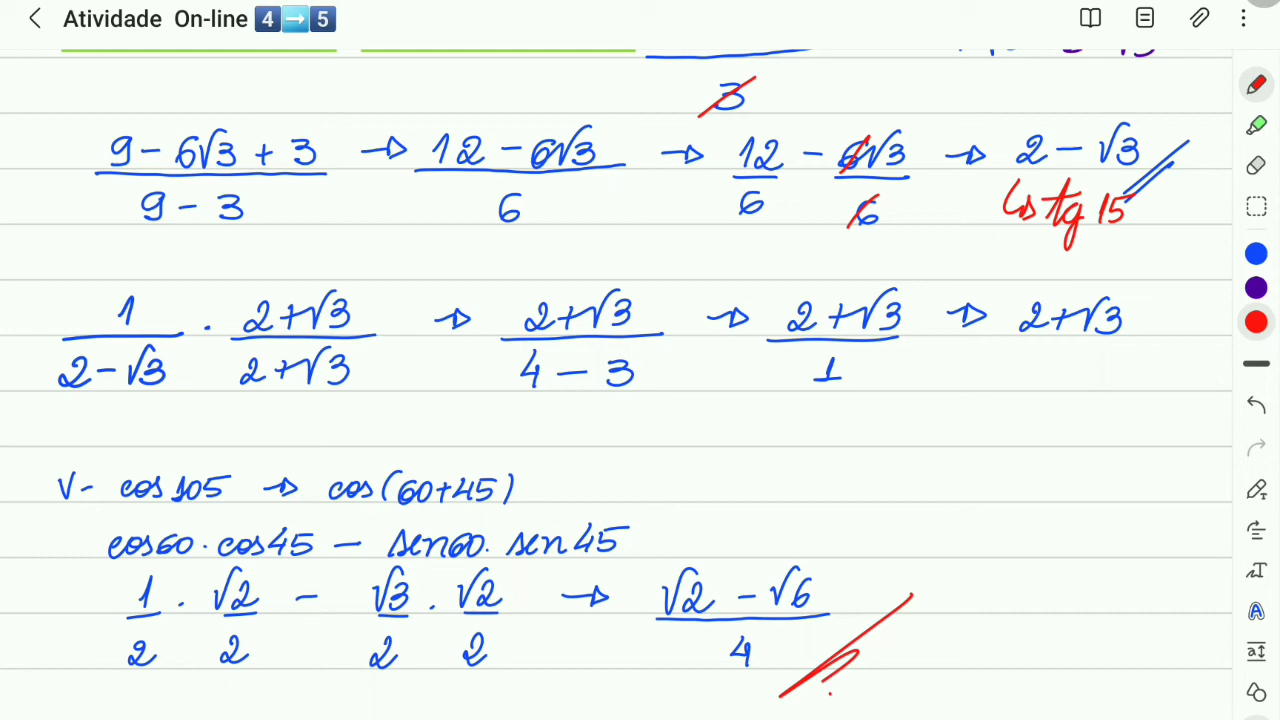 Atividade On-line 4➡5
3
9 - 6√3 + 3 → 12 - 6√3 → 12 - 6√3 → 2 - √3
9 - 3 6 6 6 tg 15
1 · 2+√3 → 2+√3 → 2+√3 → 2+√3
2-√3 2+√3 4 - 3 1
V- cos 105 → cos(60+45)
cos60 · cos45 - sen60 · sen45
1 · √2 - √3 · √2 → √2 - √6
2 2 2 2 4